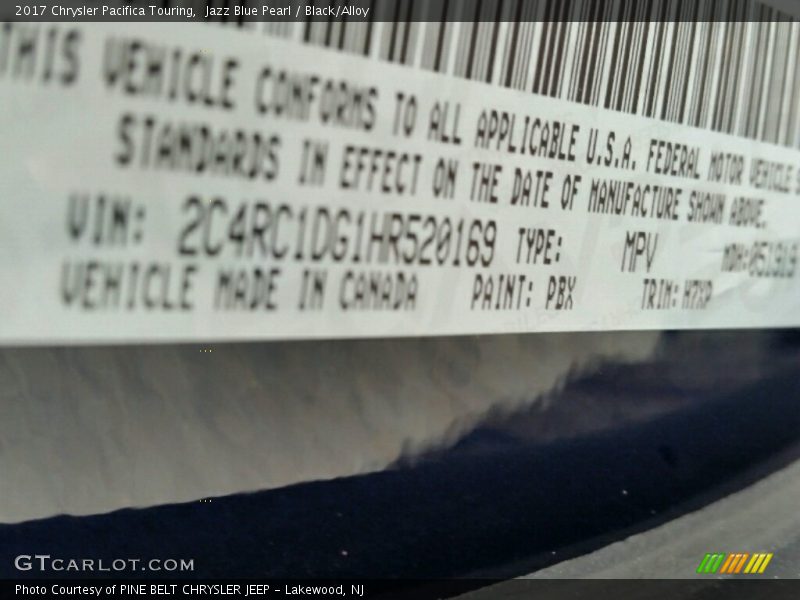 2017 Chrysler Pacifica Touring,  Jazz Blue Pearl / Black/Alloy
THIS VEHICLE CONFORMS TO ALL APPLICABLE U.S.A. FEDERAL MOTOR VEHICLE
STANDARDS IN EFFECT ON THE DATE OF MANUFACTURE SHOWN ABOVE.
VIN: 2C4RC1DG1HR520169 TYPE: MPV
VEHICLE MADE IN CANADA PAINT: PBX TRIM:
GTCARLOT.COM
Photo Courtesy of PINE BELT CHRYSLER JEEP – Lakewood, NJ